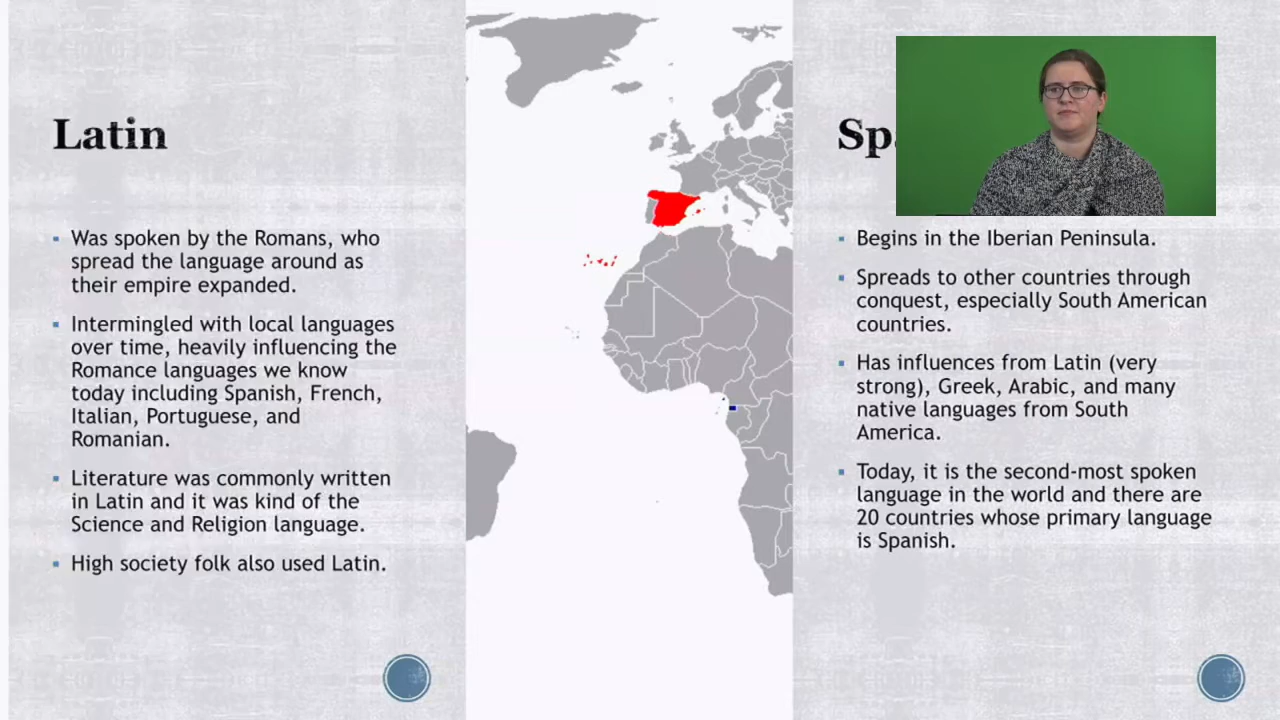 Latin
Was spoken by the Romans, who
spread the language around as
their empire expanded.
Intermingled with local languages
over time, heavily influencing the
Romance languages we know
today including Spanish, French,
Italian, Portuguese, and
Romanian.
Literature was commonly written
in Latin and it was kind of the
Science and Religion language.
High society folk also used Latin.
Begins in the Iberian Peninsula.
Spreads to other countries through
conquest, especially South American
countries.
Has influences from Latin (very
strong), Greek, Arabic, and many
native languages from South
America.
Today, it is the second-most spoken
language in the world and there are
20 countries whose primary language
is Spanish.